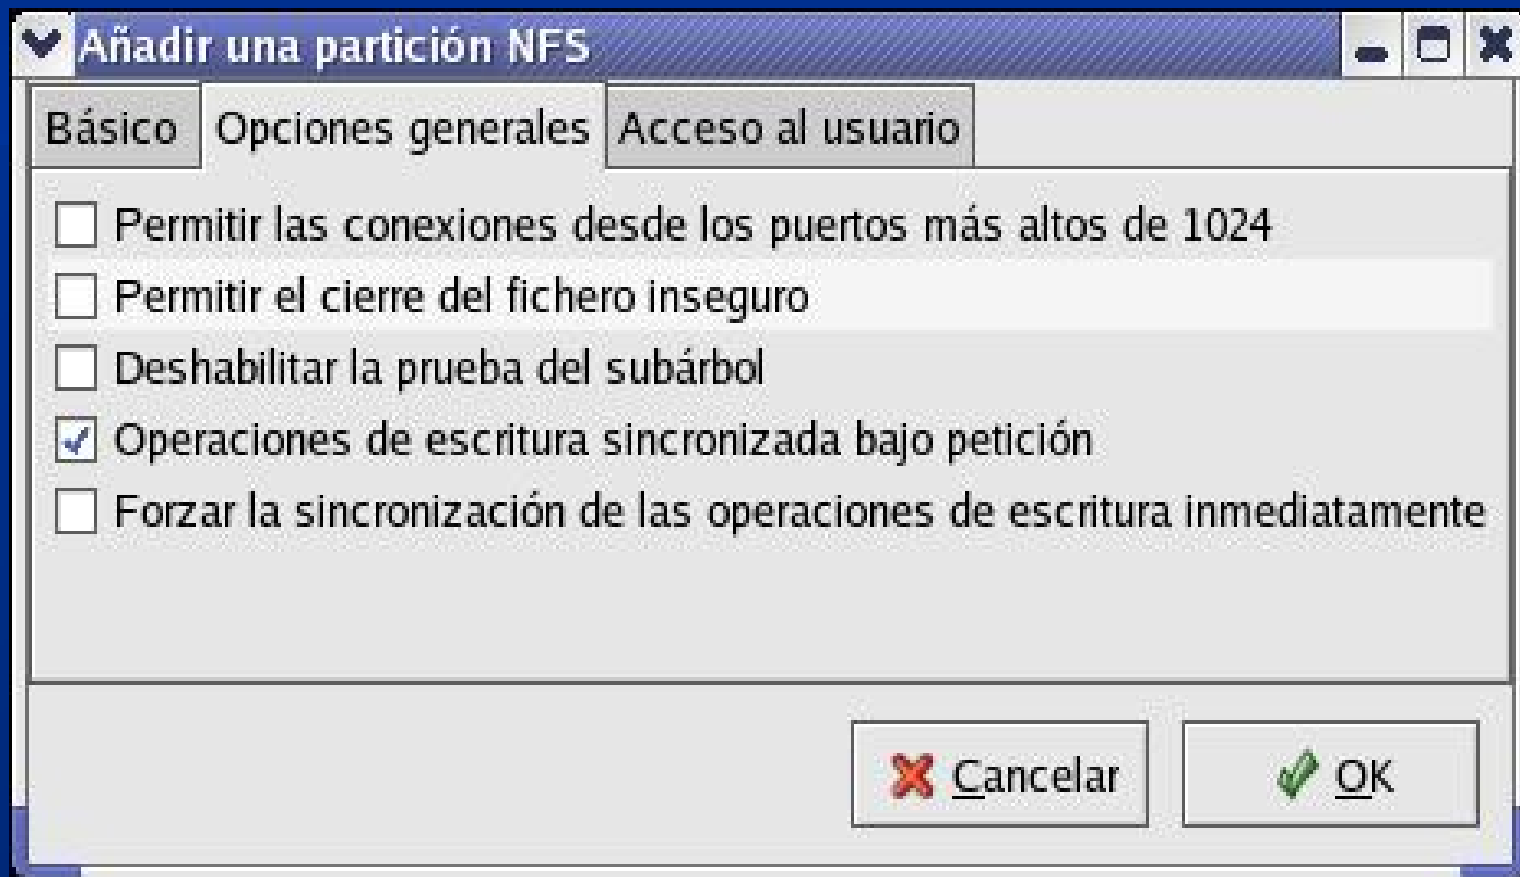 Añadir una partición NFS
Básico Opciones generales Acceso al usuario
Permitir las conexiones desde los puertos más altos de 1024
Permitir el cierre del fichero inseguro
Deshabilitar la prueba del subárbol
Operaciones de escritura sincronizada bajo petición
Forzar la sincronización de las operaciones de escritura inmediatamente
Cancelar OK